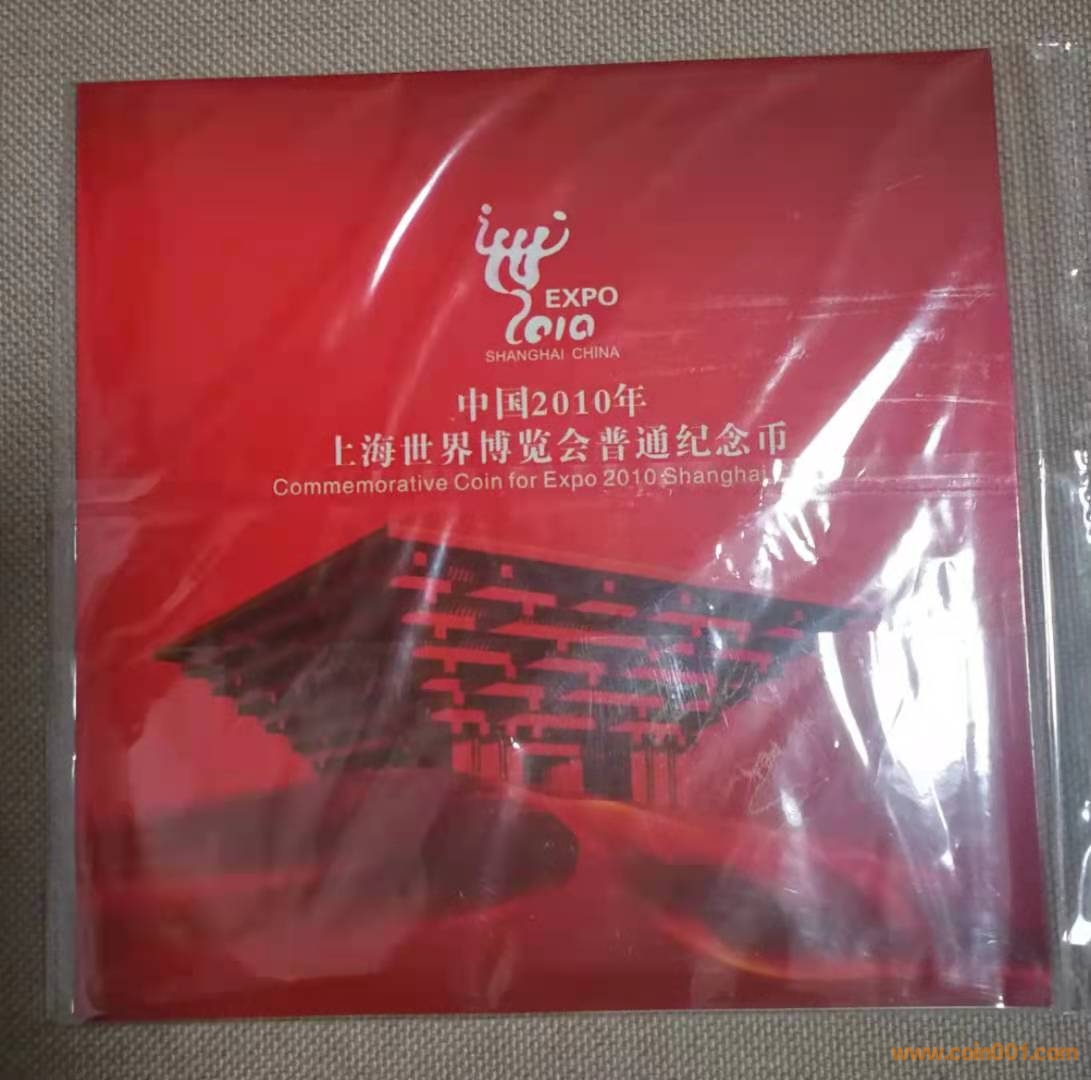 EXPO
2010
SHANGHAI CHINA
中国2010年
上海世界博览会普通纪念币
Commemorative Coin for Expo 2010 Shanghai
www.coin001.com